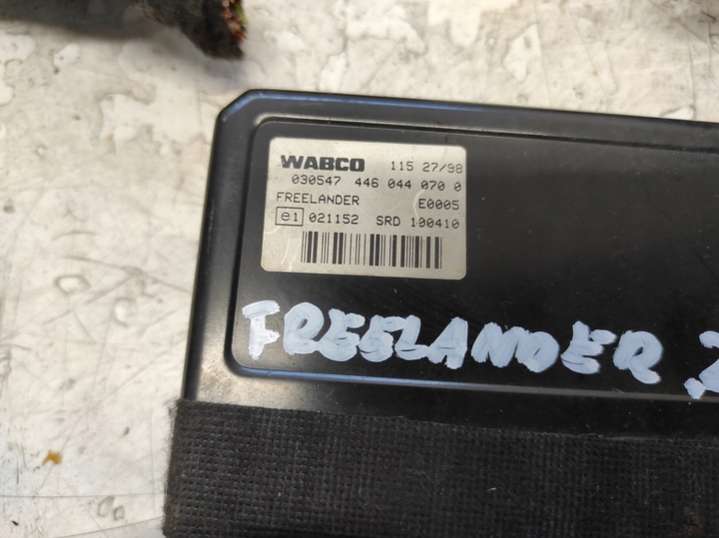 WABCO 115 27/98
030547 446 044 070 0
FREELANDER E0005
e1 021152 SRD 100410
FREELANDER